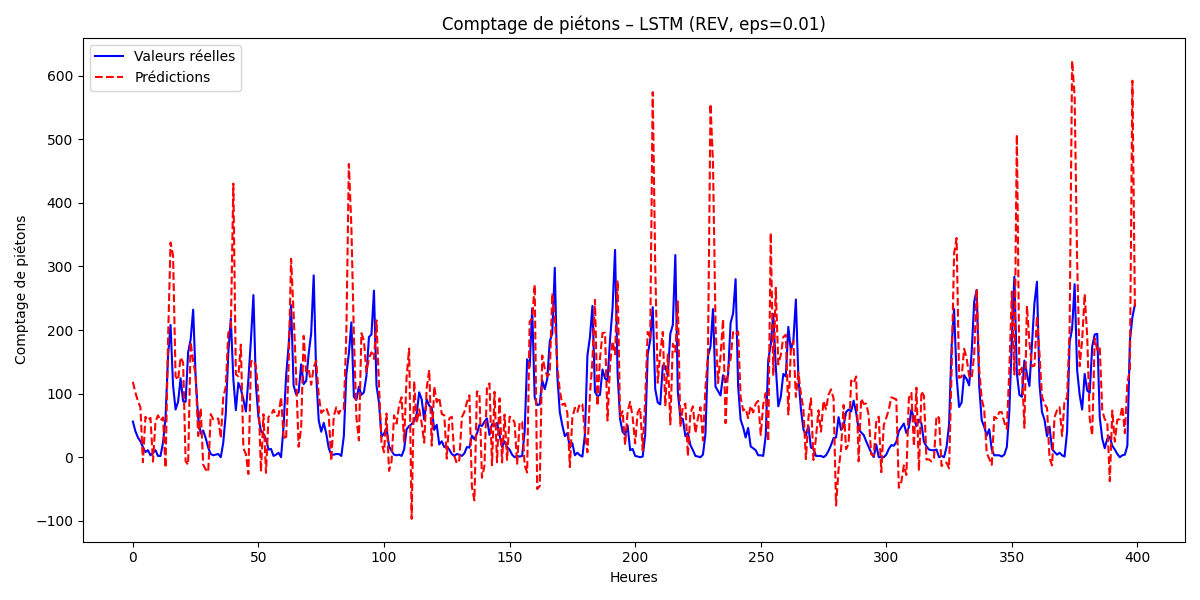 Comptage de piétons – LSTM (REV, eps=0.01)
Valeurs réelles
Prédictions
Comptage de piétons
600
500
400
300
200
100
0
−100
0 50 100 150 200 250 300 350 400
Heures